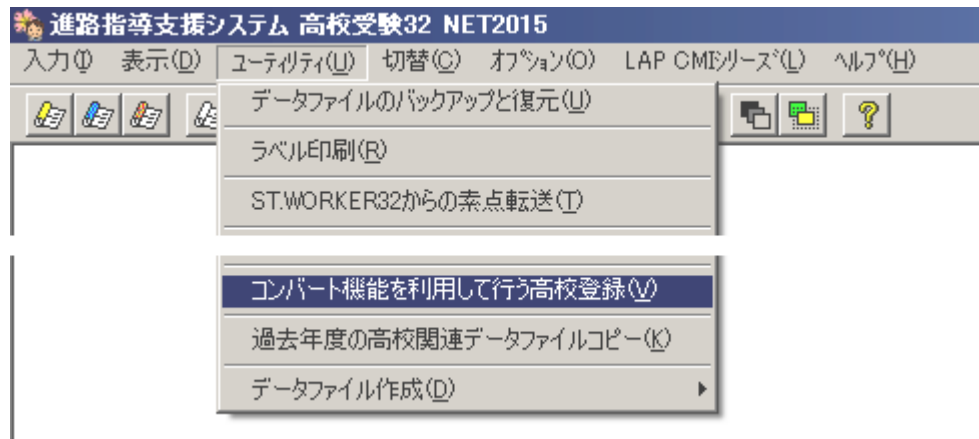 進路指導支援システム 高校受験32 NET2015
入力(I) 表示(D) ユーティリティ(U) 切替(C) オプション(O) LAP CMIシリーズ(L) ヘルプ(H)
データファイルのバックアップと復元(U)
ラベル印刷(R)
ST.WORKER32からの素点転送(T)
コンバート機能を利用して行う高校登録(V)
過去年度の高校関連データファイルコピー(K)
データファイル作成(D)